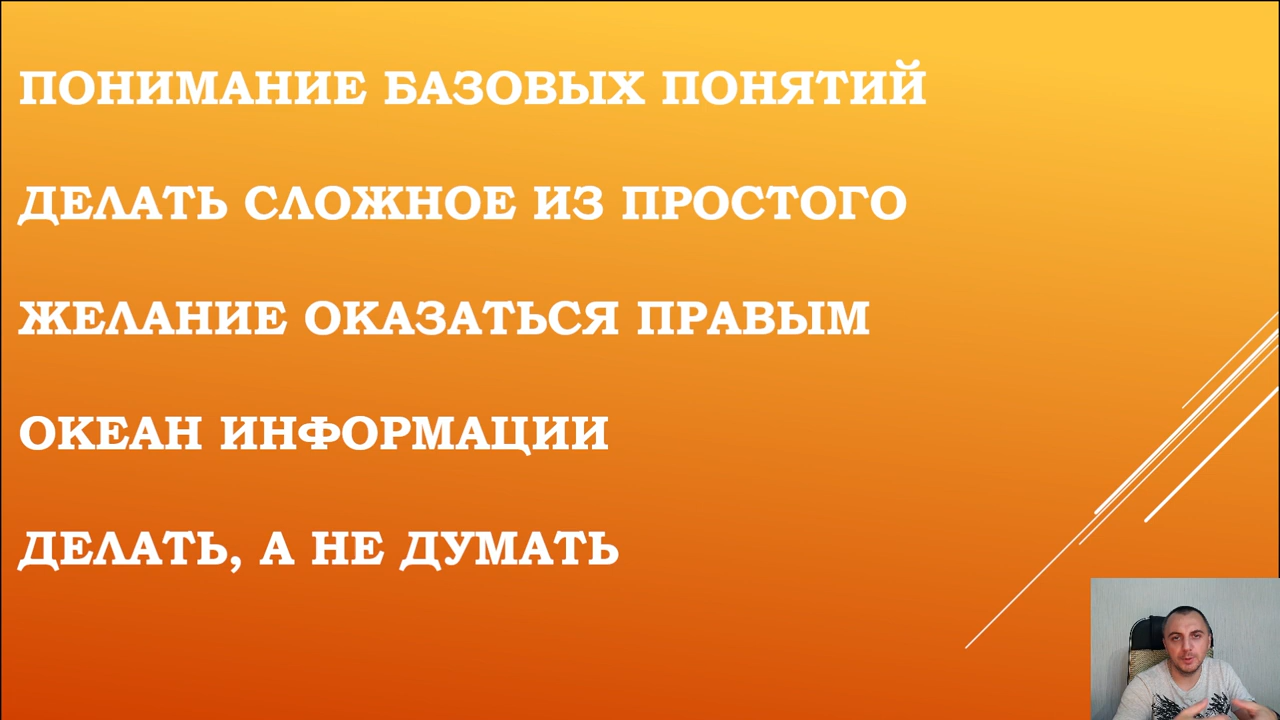 ПОНИМАНИЕ БАЗОВЫХ ПОНЯТИЙ
ДЕЛАТЬ СЛОЖНОЕ ИЗ ПРОСТОГО
ЖЕЛАНИЕ ОКАЗАТЬСЯ ПРАВЫМ
ОКЕАН ИНФОРМАЦИИ
ДЕЛАТЬ, А НЕ ДУМАТЬ